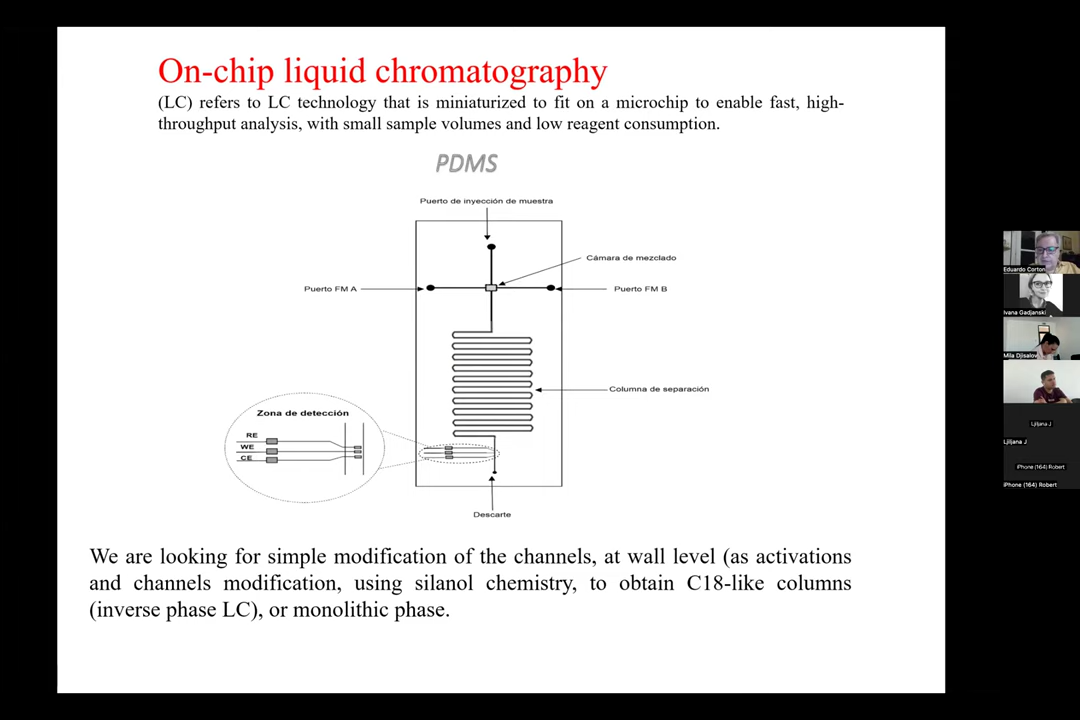 On-chip liquid chromatography
(LC) refers to LC technology that is miniaturized to fit on a microchip to enable fast, high-
throughput analysis, with small sample volumes and low reagent consumption.
PDMS
Puerto de inyección de muestra
Cámara de mezclado
Puerto FM A
Puerto FM B
Columna de separación
Zona de detección
RE
WE
CE
Descarte
We are looking for simple modification of the channels, at wall level (as activations
and channels modification, using silanol chemistry, to obtain C18-like columns
(inverse phase LC), or monolithic phase.
Eduardo Corton
Ivana Gadjanski
Mila Djisalov
Ljiljana J
Ljiljana J
iPhone (164) Robert
iPhone (164) Robert